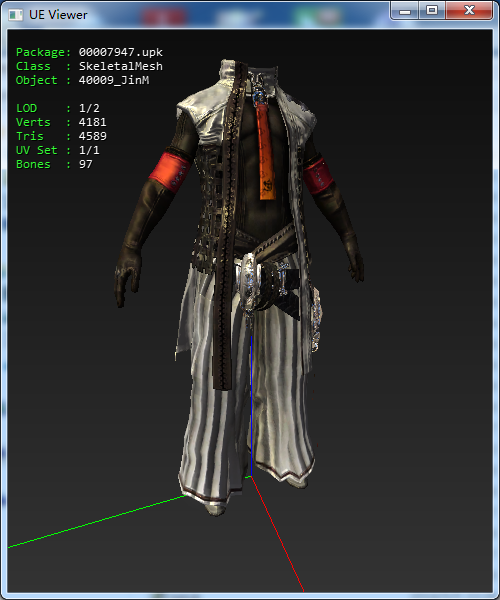 UE Viewer
Package: 00007947.upk
Class : SkeletalMesh
Object : 40009_JinM
LOD : 1/2
Verts : 4181
Tris : 4589
UV Set : 1/1
Bones : 97